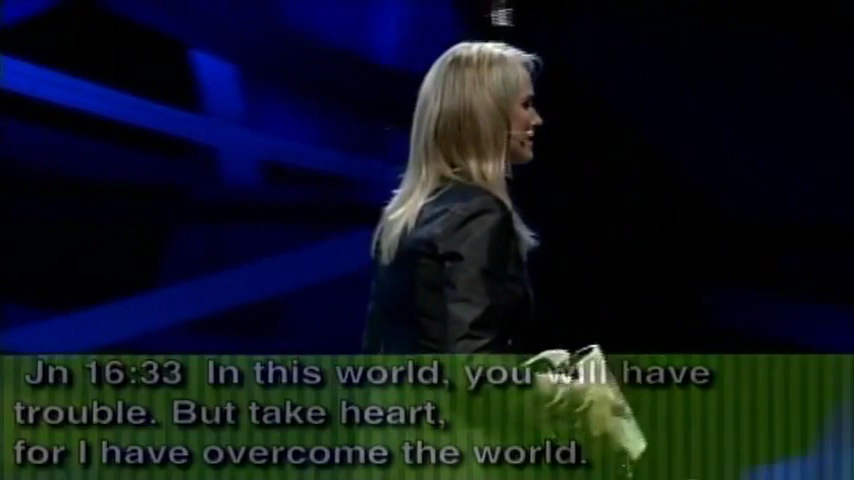 Jn 16:33 In this world, you will have
trouble. But take heart,
for I have overcome the world.